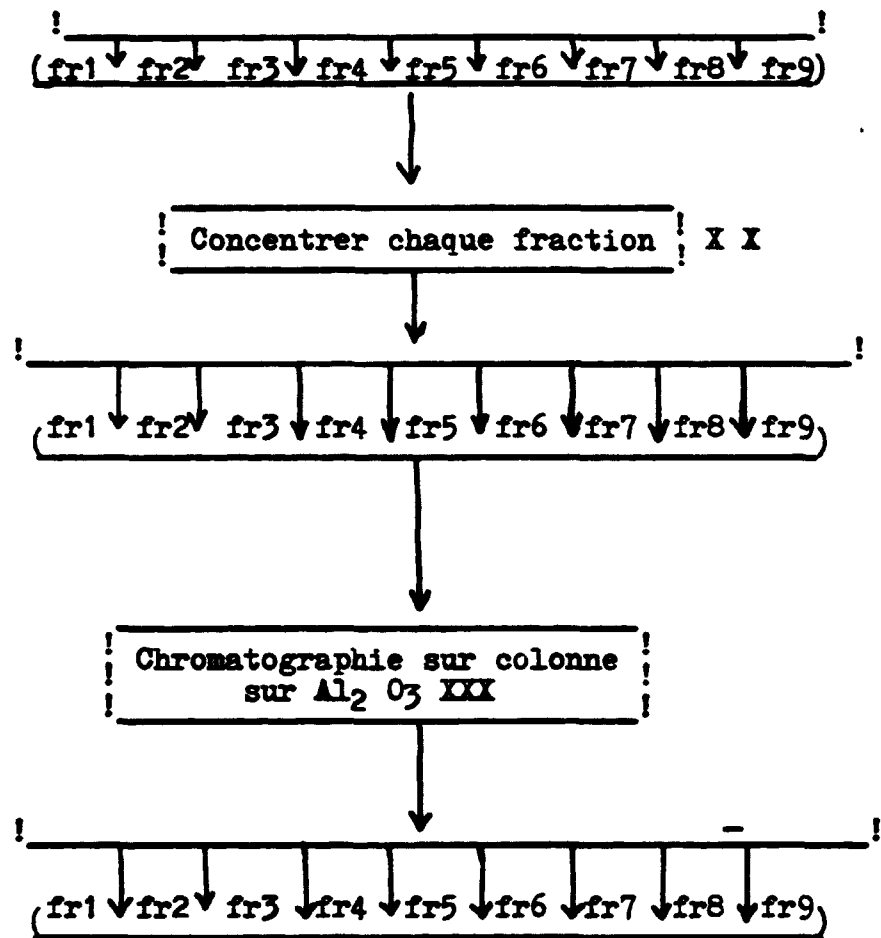 (fr1 fr2 fr3 fr4 fr5 fr6 fr7 fr8 fr9)
Concentrer chaque fraction X X
(fr1 fr2 fr3 fr4 fr5 fr6 fr7 fr8 fr9)
Chromatographie sur colonne
sur Al2 O3 XXX
(fr1 fr2 fr3 fr4 fr5 fr6 fr7 fr8 fr9)